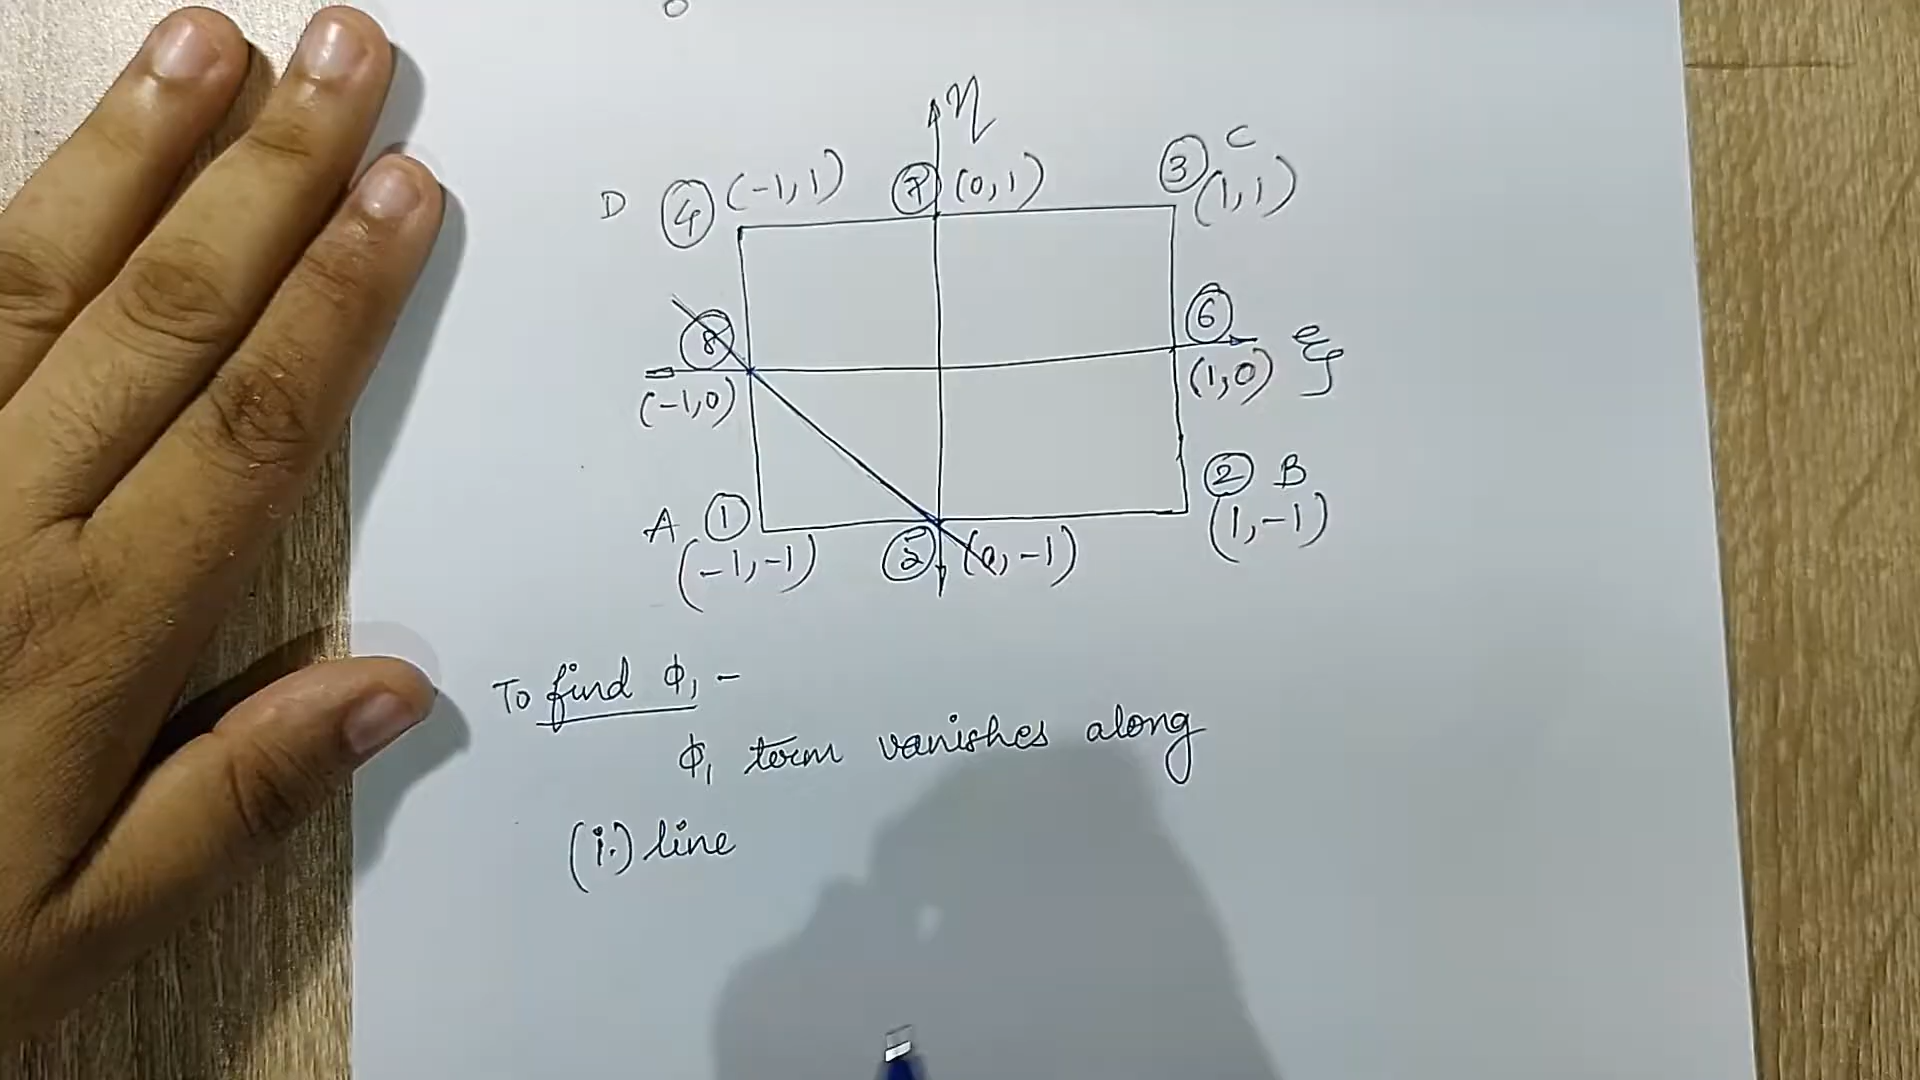 η
C
D ④ (-1,1) ⑦ (0,1) ③ (1,1)
⑧ ⑥ ξ
(-1,0) (1,0)
② B
A ① (1,-1)
(-1,-1) ⑤ (0,-1)
To find ϕ₁ -
ϕ₁ term vanishes along
(i.) line